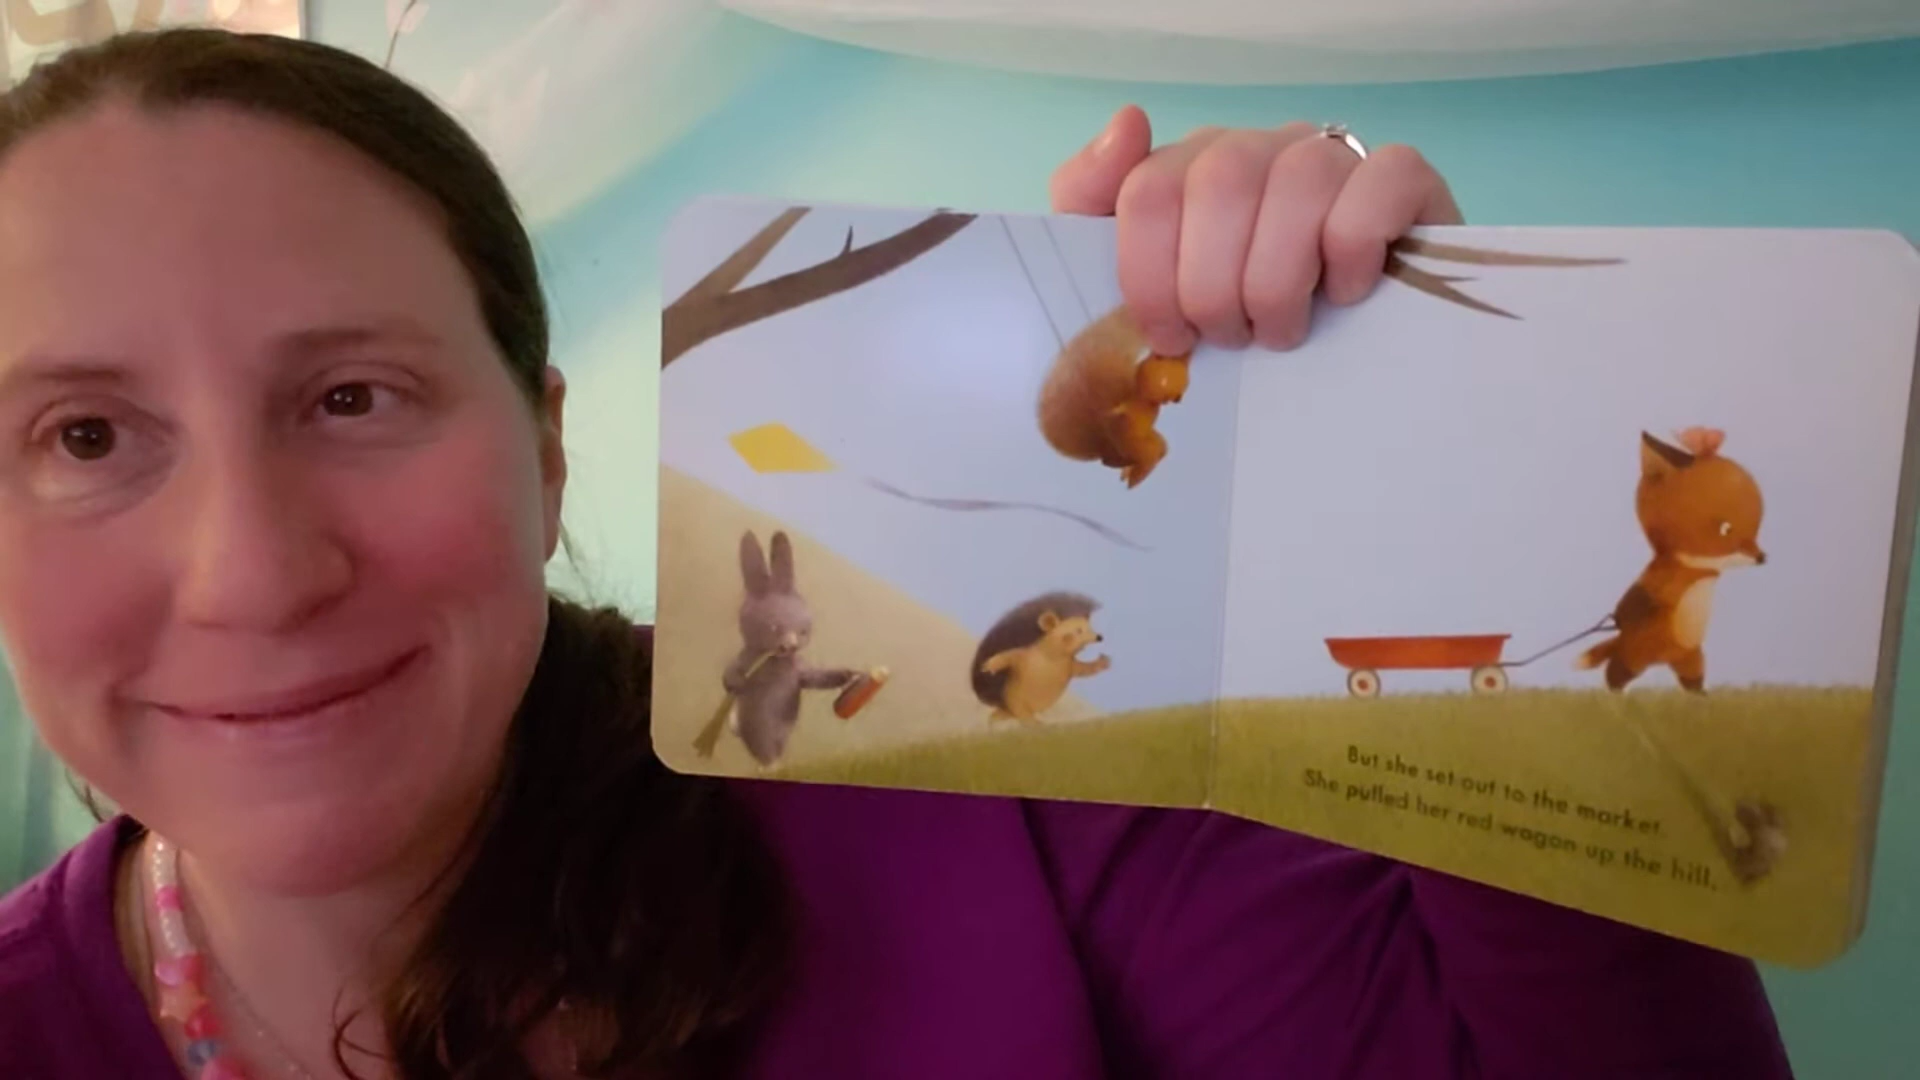 But she set out to the market.
She pulled her red wagon up the hill,